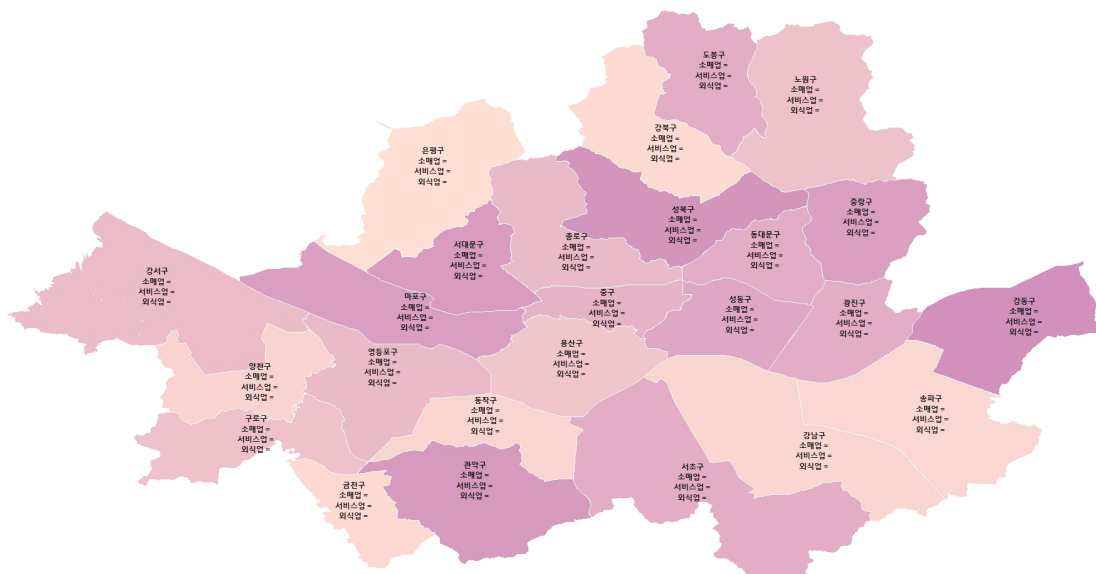 도봉구
소매업 =
서비스업 =
외식업 =
노원구
소매업 =
서비스업 =
외식업 =
강북구
소매업 =
서비스업 =
외식업 =
은평구
소매업 =
서비스업 =
외식업 =
성북구
소매업 =
서비스업 =
외식업 =
중랑구
소매업 =
서비스업 =
외식업 =
서대문구
소매업 =
서비스업 =
외식업 =
종로구
소매업 =
서비스업 =
외식업 =
동대문구
소매업 =
서비스업 =
외식업 =
강서구
소매업 =
서비스업 =
외식업 =
마포구
소매업 =
서비스업 =
외식업 =
중구
소매업 =
서비스업 =
외식업 =
성동구
소매업 =
서비스업 =
외식업 =
광진구
소매업 =
서비스업 =
외식업 =
강동구
소매업 =
서비스업 =
외식업 =
양천구
소매업 =
서비스업 =
외식업 =
영등포구
소매업 =
서비스업 =
외식업 =
용산구
소매업 =
서비스업 =
외식업 =
동작구
소매업 =
서비스업 =
외식업 =
송파구
소매업 =
서비스업 =
외식업 =
구로구
소매업 =
서비스업 =
외식업 =
강남구
소매업 =
서비스업 =
외식업 =
관악구
소매업 =
서비스업 =
외식업 =
서초구
소매업 =
서비스업 =
외식업 =
금천구
소매업 =
서비스업 =
외식업 =